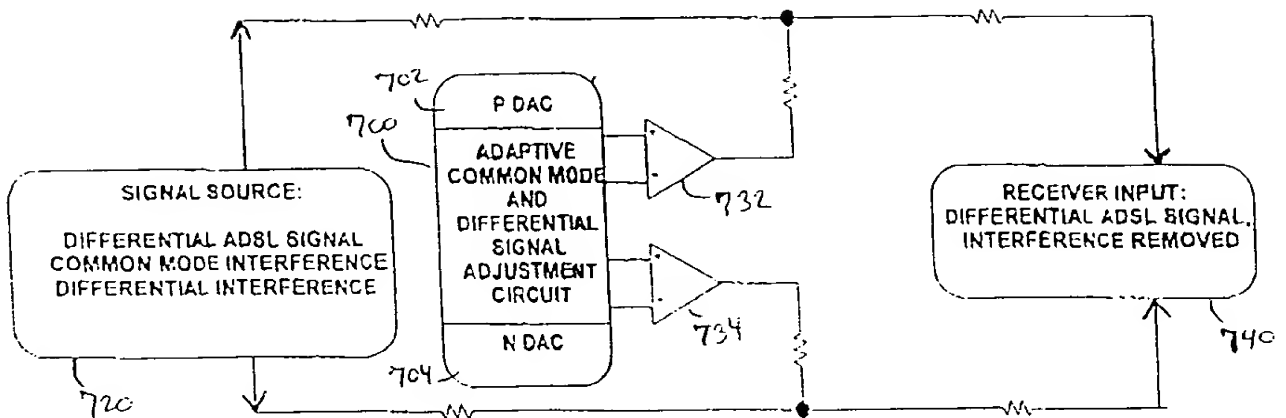 702
P DAC
700
ADAPTIVE
COMMON MODE
AND
DIFFERENTIAL
SIGNAL
ADJUSTMENT
CIRCUIT
N DAC
704
+
-
732
+
-
734
SIGNAL SOURCE:
DIFFERENTIAL ADSL SIGNAL
COMMON MODE INTERFERENCE
DIFFERENTIAL INTERFERENCE
720
RECEIVER INPUT:
DIFFERENTIAL ADSL SIGNAL,
INTERFERENCE REMOVED
740